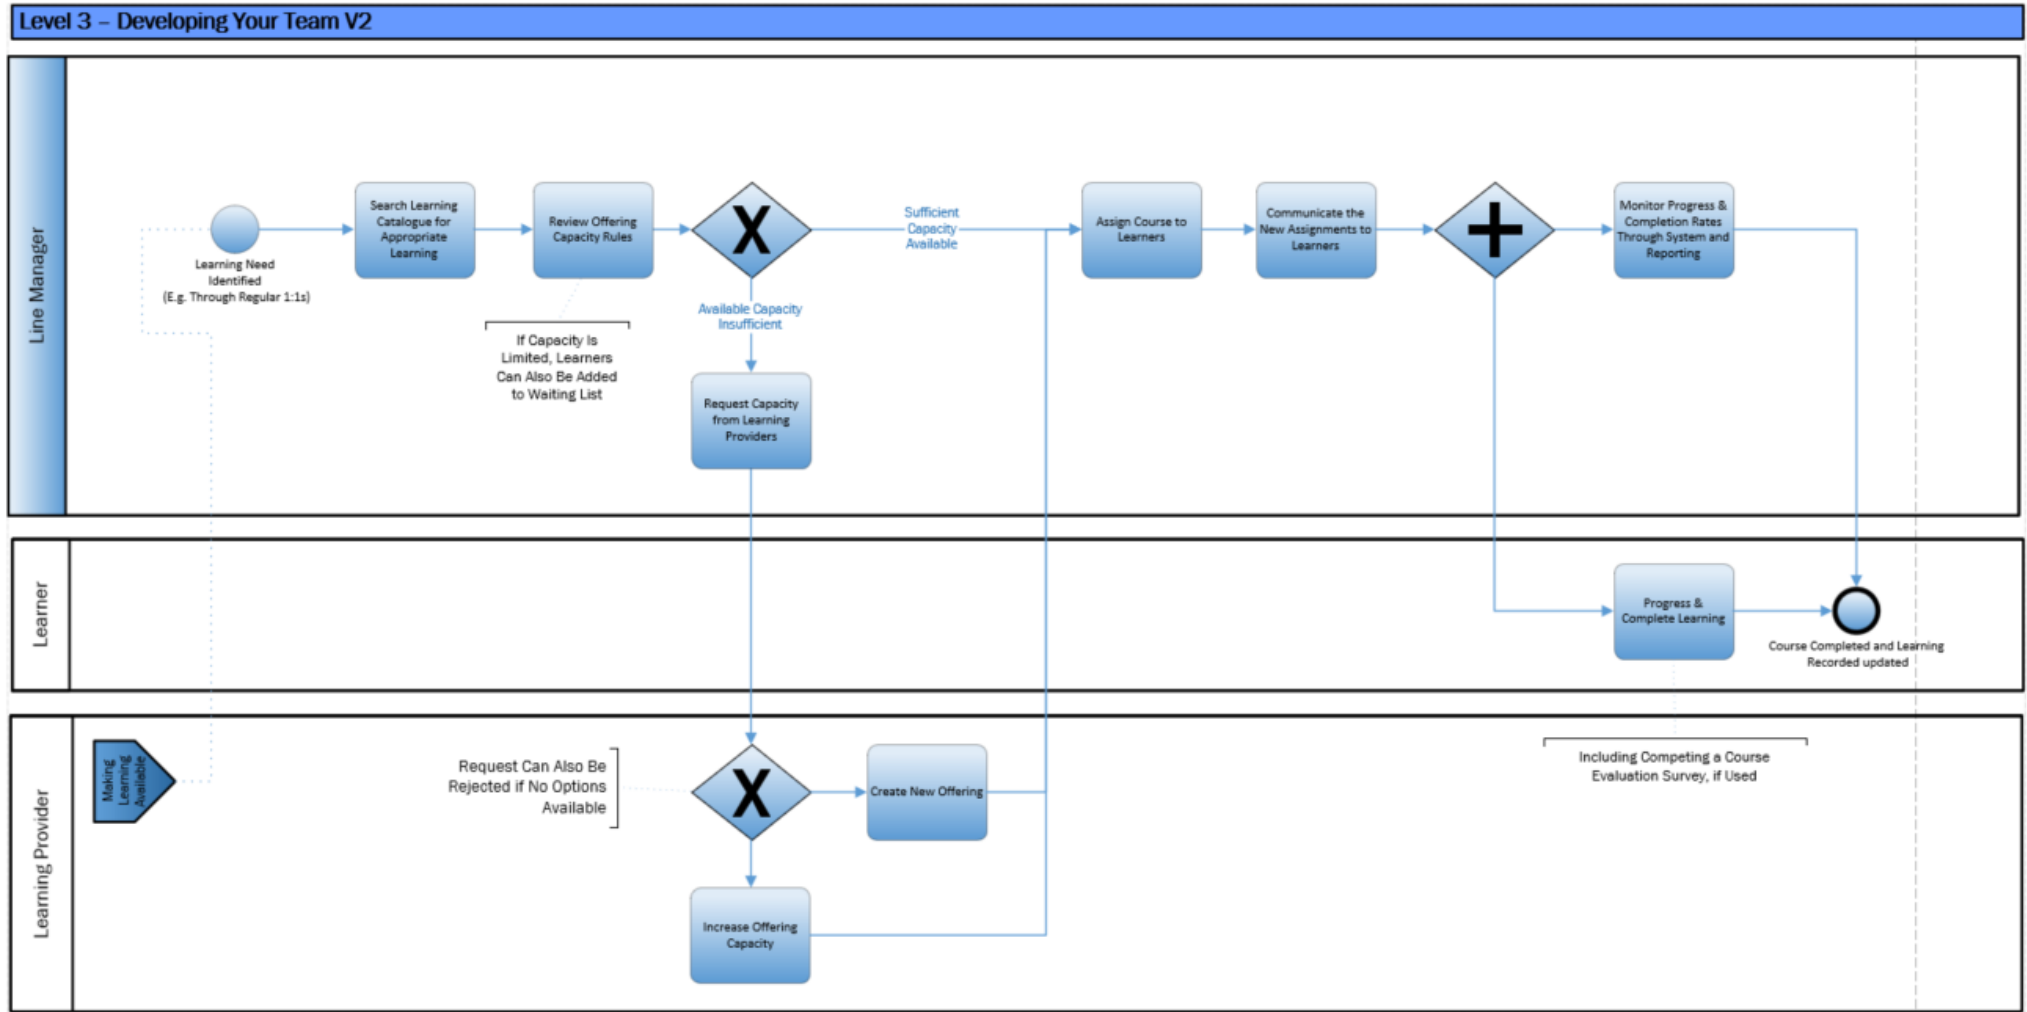 Level 3 – Developing Your Team V2
Line Manager
Learning Need
Identified
(E.g. Through Regular 1:1s)
Search Learning
Catalogue for
Appropriate
Learning
Review Offering
Capacity Rules
If Capacity Is
Limited, Learners
Can Also Be Added
to Waiting List
X
Sufficient
Capacity
Available
Available Capacity
Insufficient
Request Capacity
from Learning
Providers
Assign Course to
Learners
Communicate the
New Assignments to
Learners
Monitor Progress &
Completion Rates
Through System and
Reporting
Learner
Progress &
Complete Learning
Course Completed and Learning
Recorded updated
Learning Provider
Making
Learning
Available
Request Can Also Be
Rejected if No Options
Available
X
Create New Offering
Increase Offering
Capacity
Including Competing a Course
Evaluation Survey, if Used